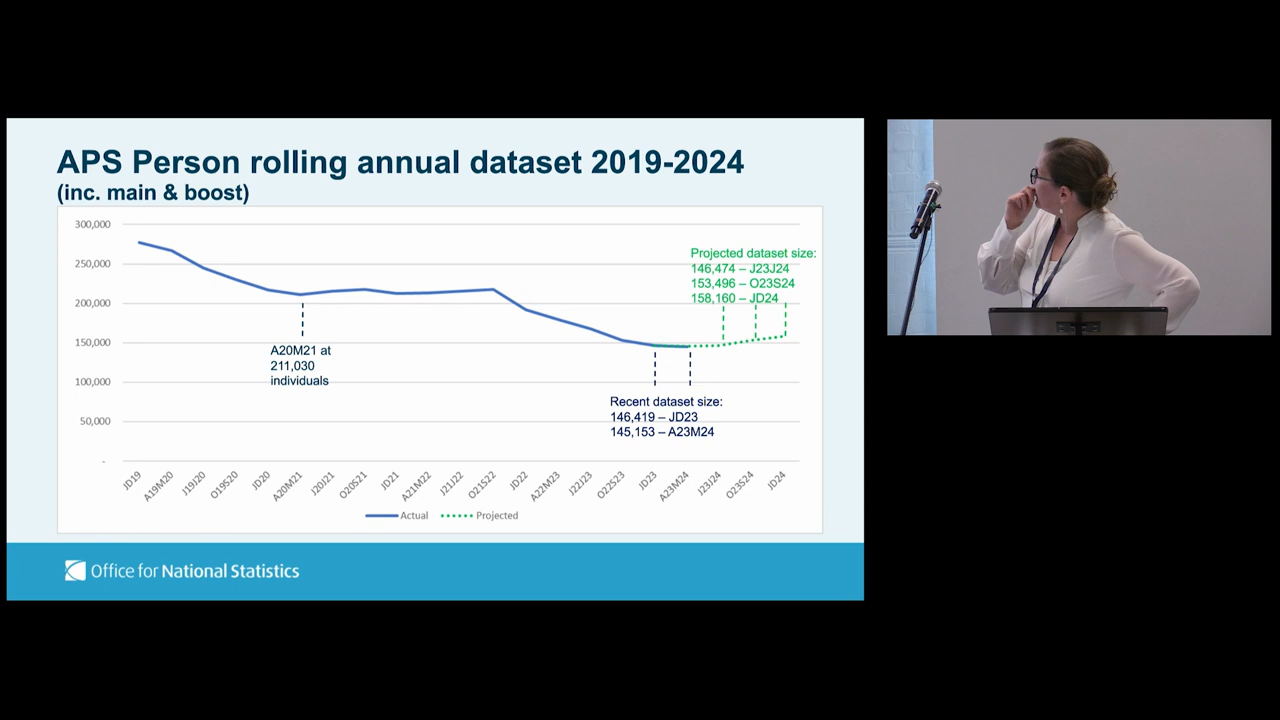 APS Person rolling annual dataset 2019-2024
(inc. main & boost)
300,000
250,000
200,000
150,000
100,000
50,000
-
Projected dataset size:
146,474 – J23J24
153,496 – O23S24
158,160 – JD24
A20M21 at
211,030
individuals
Recent dataset size:
146,419 – JD23
145,153 – A23M24
JD19
A19M20
J19J20
O19S20
JD20
A20M21
J20J21
O20S21
JD21
A21M22
J21J22
O21S22
JD22
A22M23
J22J23
O22S23
JD23
A23M24
J23J24
O23S24
JD24
Actual
Projected
Office for National Statistics